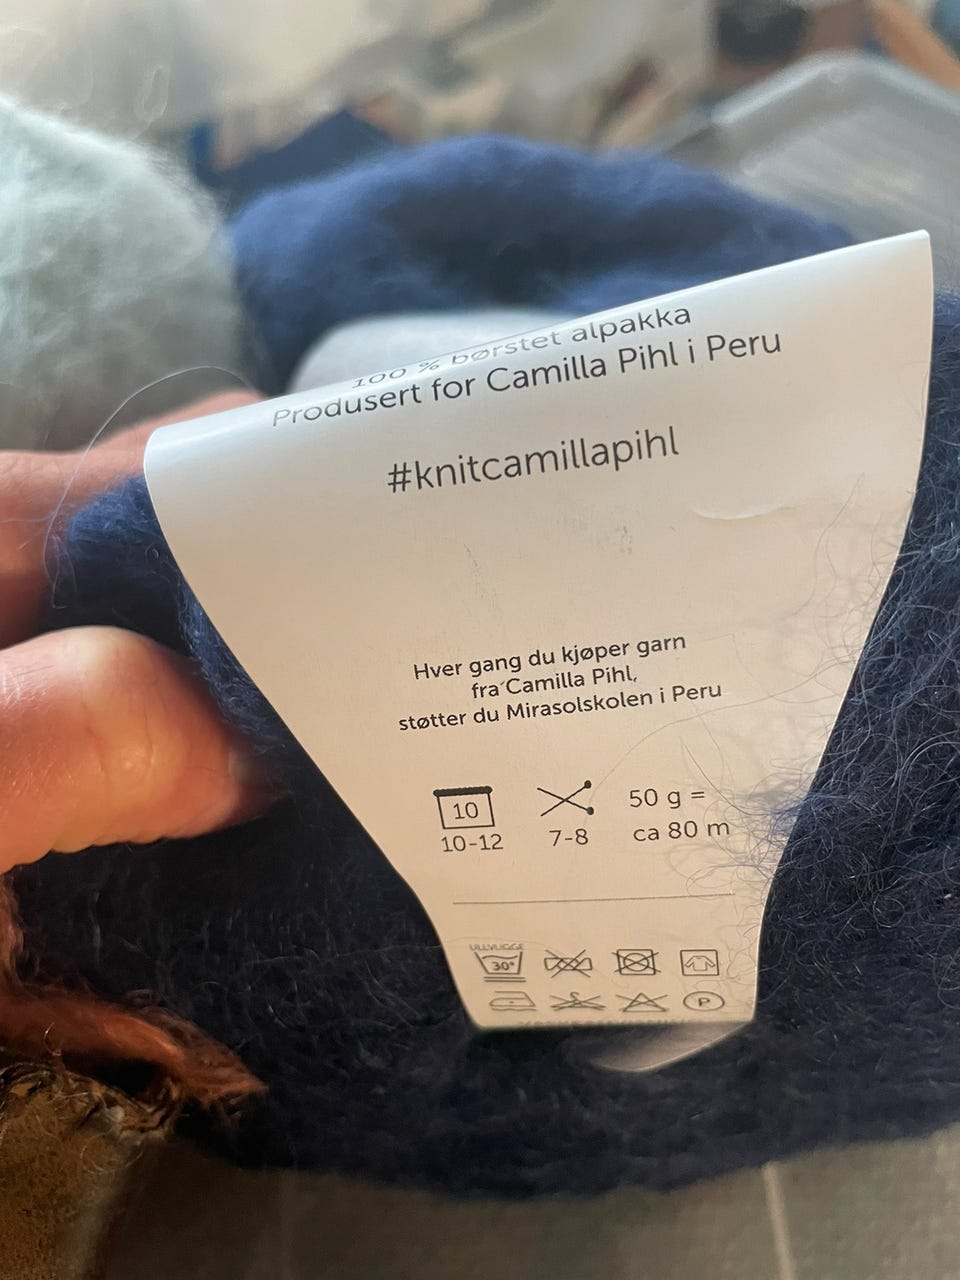 100 % børstet alpakka
Produsert for Camilla Pihl i Peru
#knitcamillapihl
Hver gang du kjøper garn
fra Camilla Pihl,
støtter du Mirasolskolen i Peru
10
10-12
7-8
50 g =
ca 80 m
ULLVUGGE
30°
P